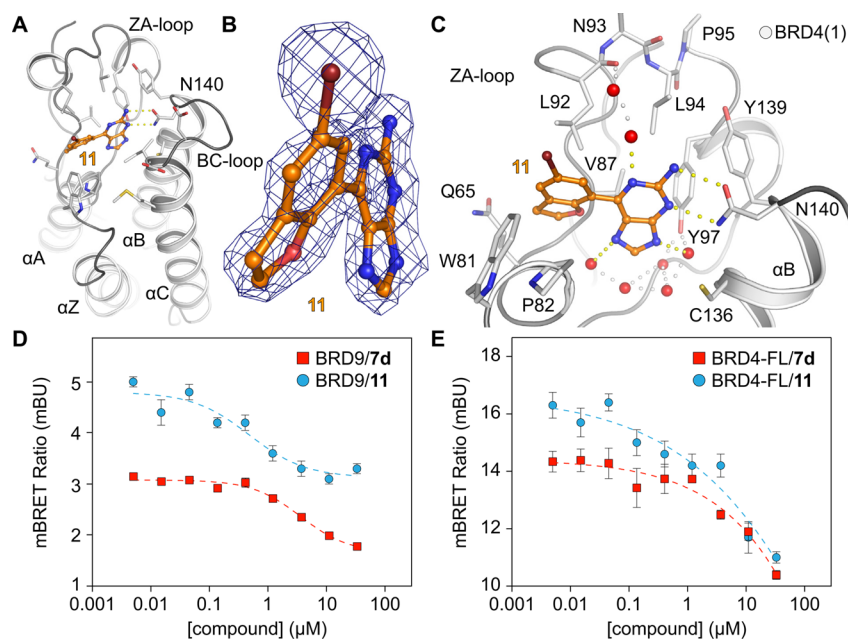 A
ZA-loop
N140
11
BC-loop
αA
αB
αZ
αC
B
11
C
N93
P95
BRD4(1)
ZA-loop
L92
L94
Y139
11
V87
Q65
N140
W81
Y97
αB
P82
C136
D
BRD9/7d
BRD9/11
mBRET Ratio (mBU)
5
4
3
2
1
0.001
0.01
0.1
1
10
100
[compound] (µM)
E
BRD4-FL/7d
BRD4-FL/11
mBRET Ratio (mBU)
16
14
12
10
0.001
0.01
0.1
1
10
100
[compound] (µM)